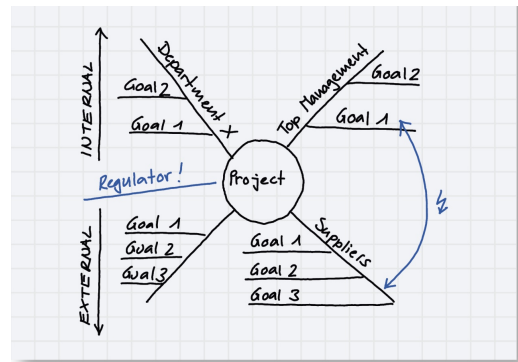 INTERNAL
Department X
Goal 2
Goal 1
Top Management
Goal 2
Goal 1
Regulator!
Project
EXTERNAL
Goal 1
Goal 2
Goal 3
Suppliers
Goal 1
Goal 2
Goal 3